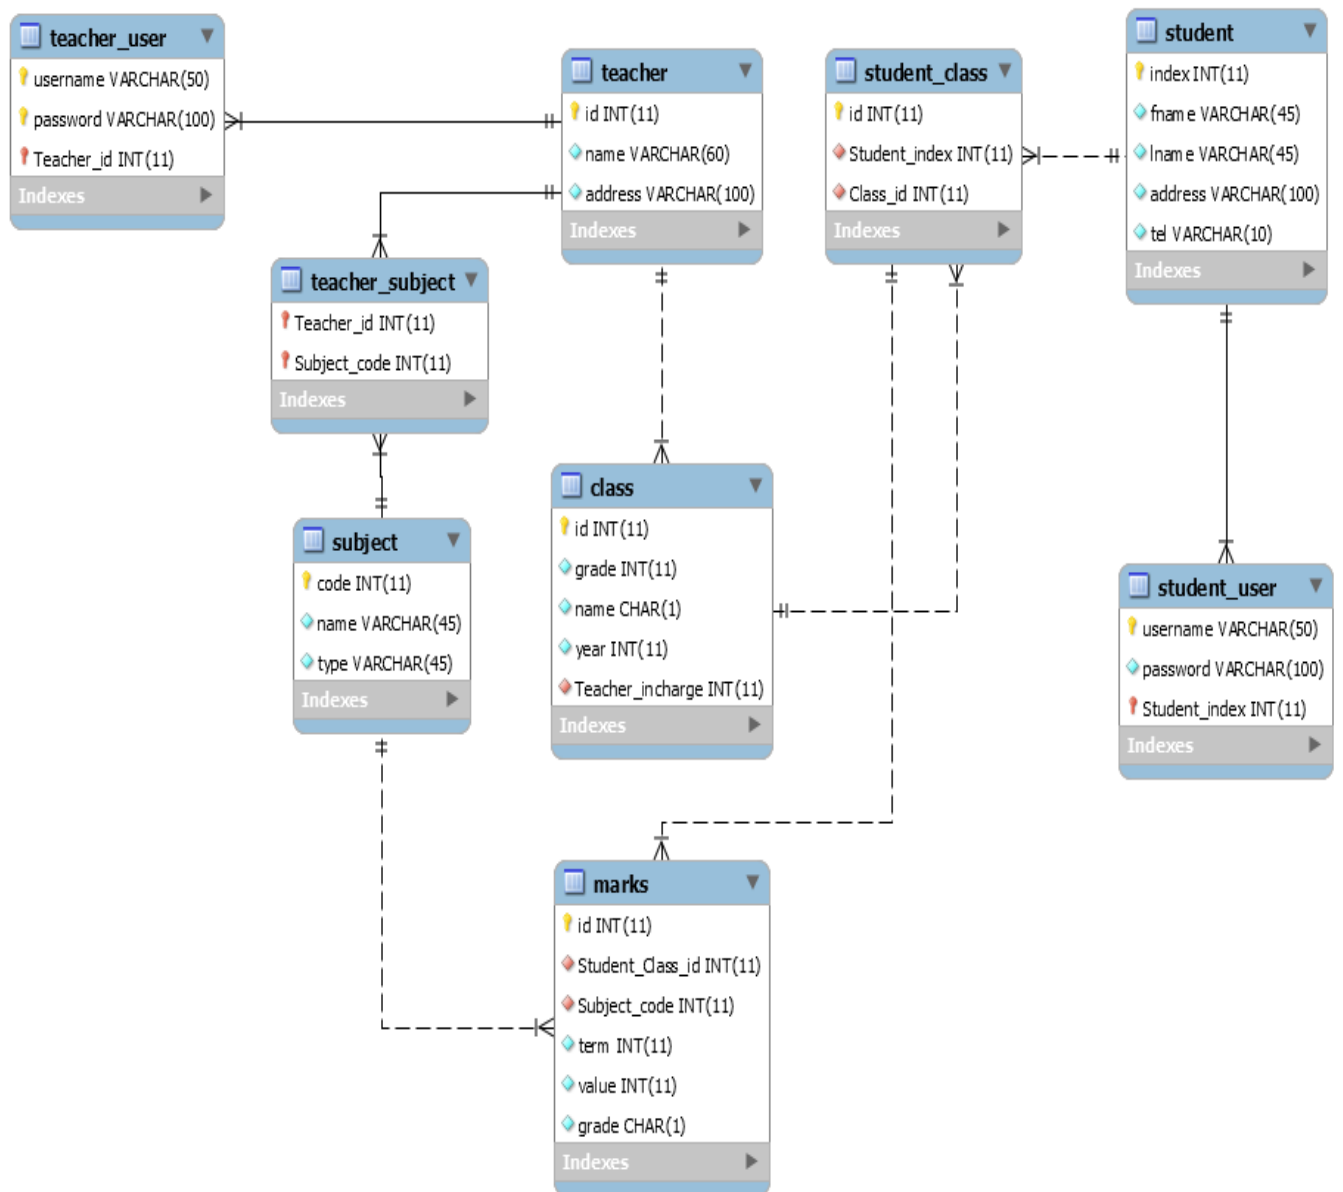 teacher_user
username VARCHAR(50)
password VARCHAR(100)
Teacher_id INT(11)
Indexes
teacher
id INT(11)
name VARCHAR(60)
address VARCHAR(100)
Indexes
student_class
id INT(11)
Student_index INT(11)
Class_id INT(11)
Indexes
student
index INT(11)
fname VARCHAR(45)
lname VARCHAR(45)
address VARCHAR(100)
tel VARCHAR(10)
Indexes
teacher_subject
Teacher_id INT(11)
Subject_code INT(11)
Indexes
class
id INT(11)
grade INT(11)
name CHAR(1)
year INT(11)
Teacher_incharge INT(11)
Indexes
subject
code INT(11)
name VARCHAR(45)
type VARCHAR(45)
Indexes
student_user
username VARCHAR(50)
password VARCHAR(100)
Student_index INT(11)
Indexes
marks
id INT(11)
Student_Class_id INT(11)
Subject_code INT(11)
term INT(11)
value INT(11)
grade CHAR(1)
Indexes